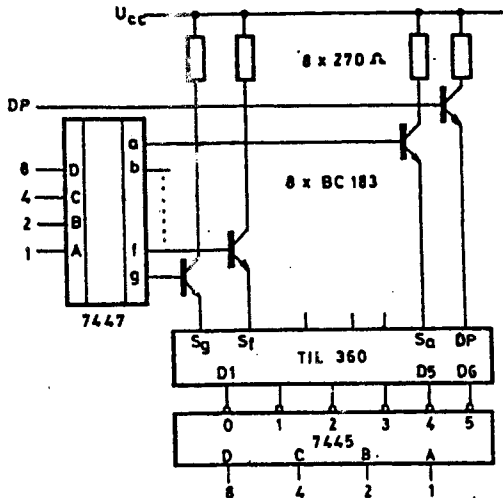 Ucc
8 x 270 Ω
DP
a
8 D b
8 x BC 183
4 C
2 B
1 A f
g
7447
Sg Sf Sa DP
TIL 360
D1 D5 D6
0 1 2 3 4 5
7445
D C B A
8 4 2 1